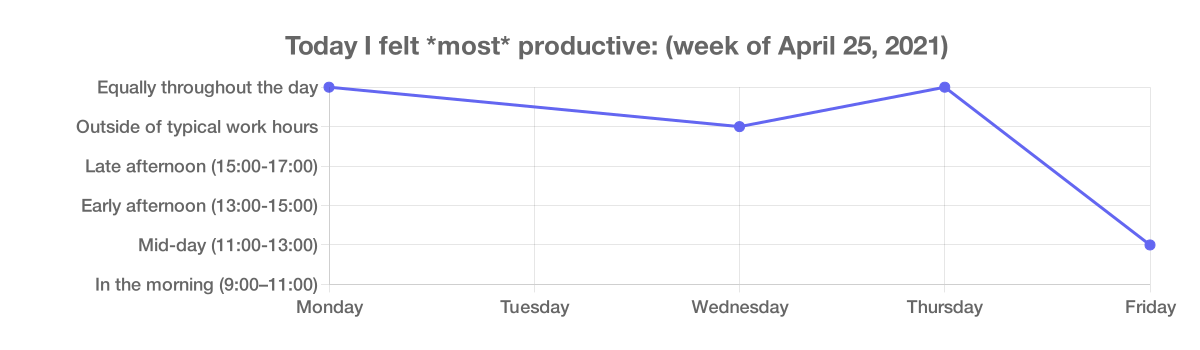 Today I felt *most* productive: (week of April 25, 2021)
Equally throughout the day
Outside of typical work hours
Late afternoon (15:00-17:00)
Early afternoon (13:00-15:00)
Mid-day (11:00-13:00)
In the morning (9:00–11:00)
Monday Tuesday Wednesday Thursday Friday